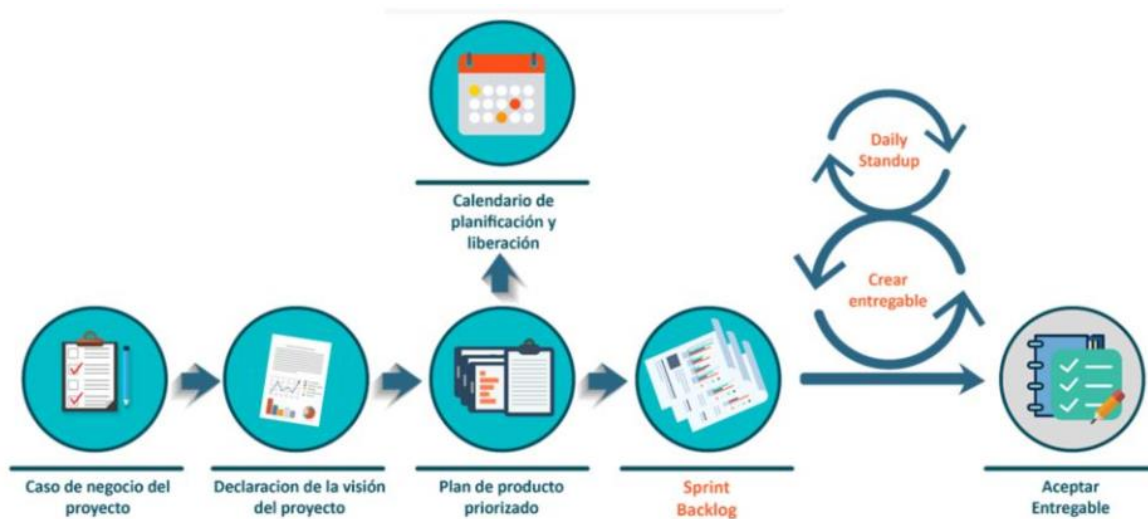 Daily
Standup
Calendario de
planificación y
liberación
Crear
entregable
Caso de negocio del
proyecto
Declaracion de la visión
del proyecto
Plan de producto
priorizado
Sprint
Backlog
Aceptar
Entregable